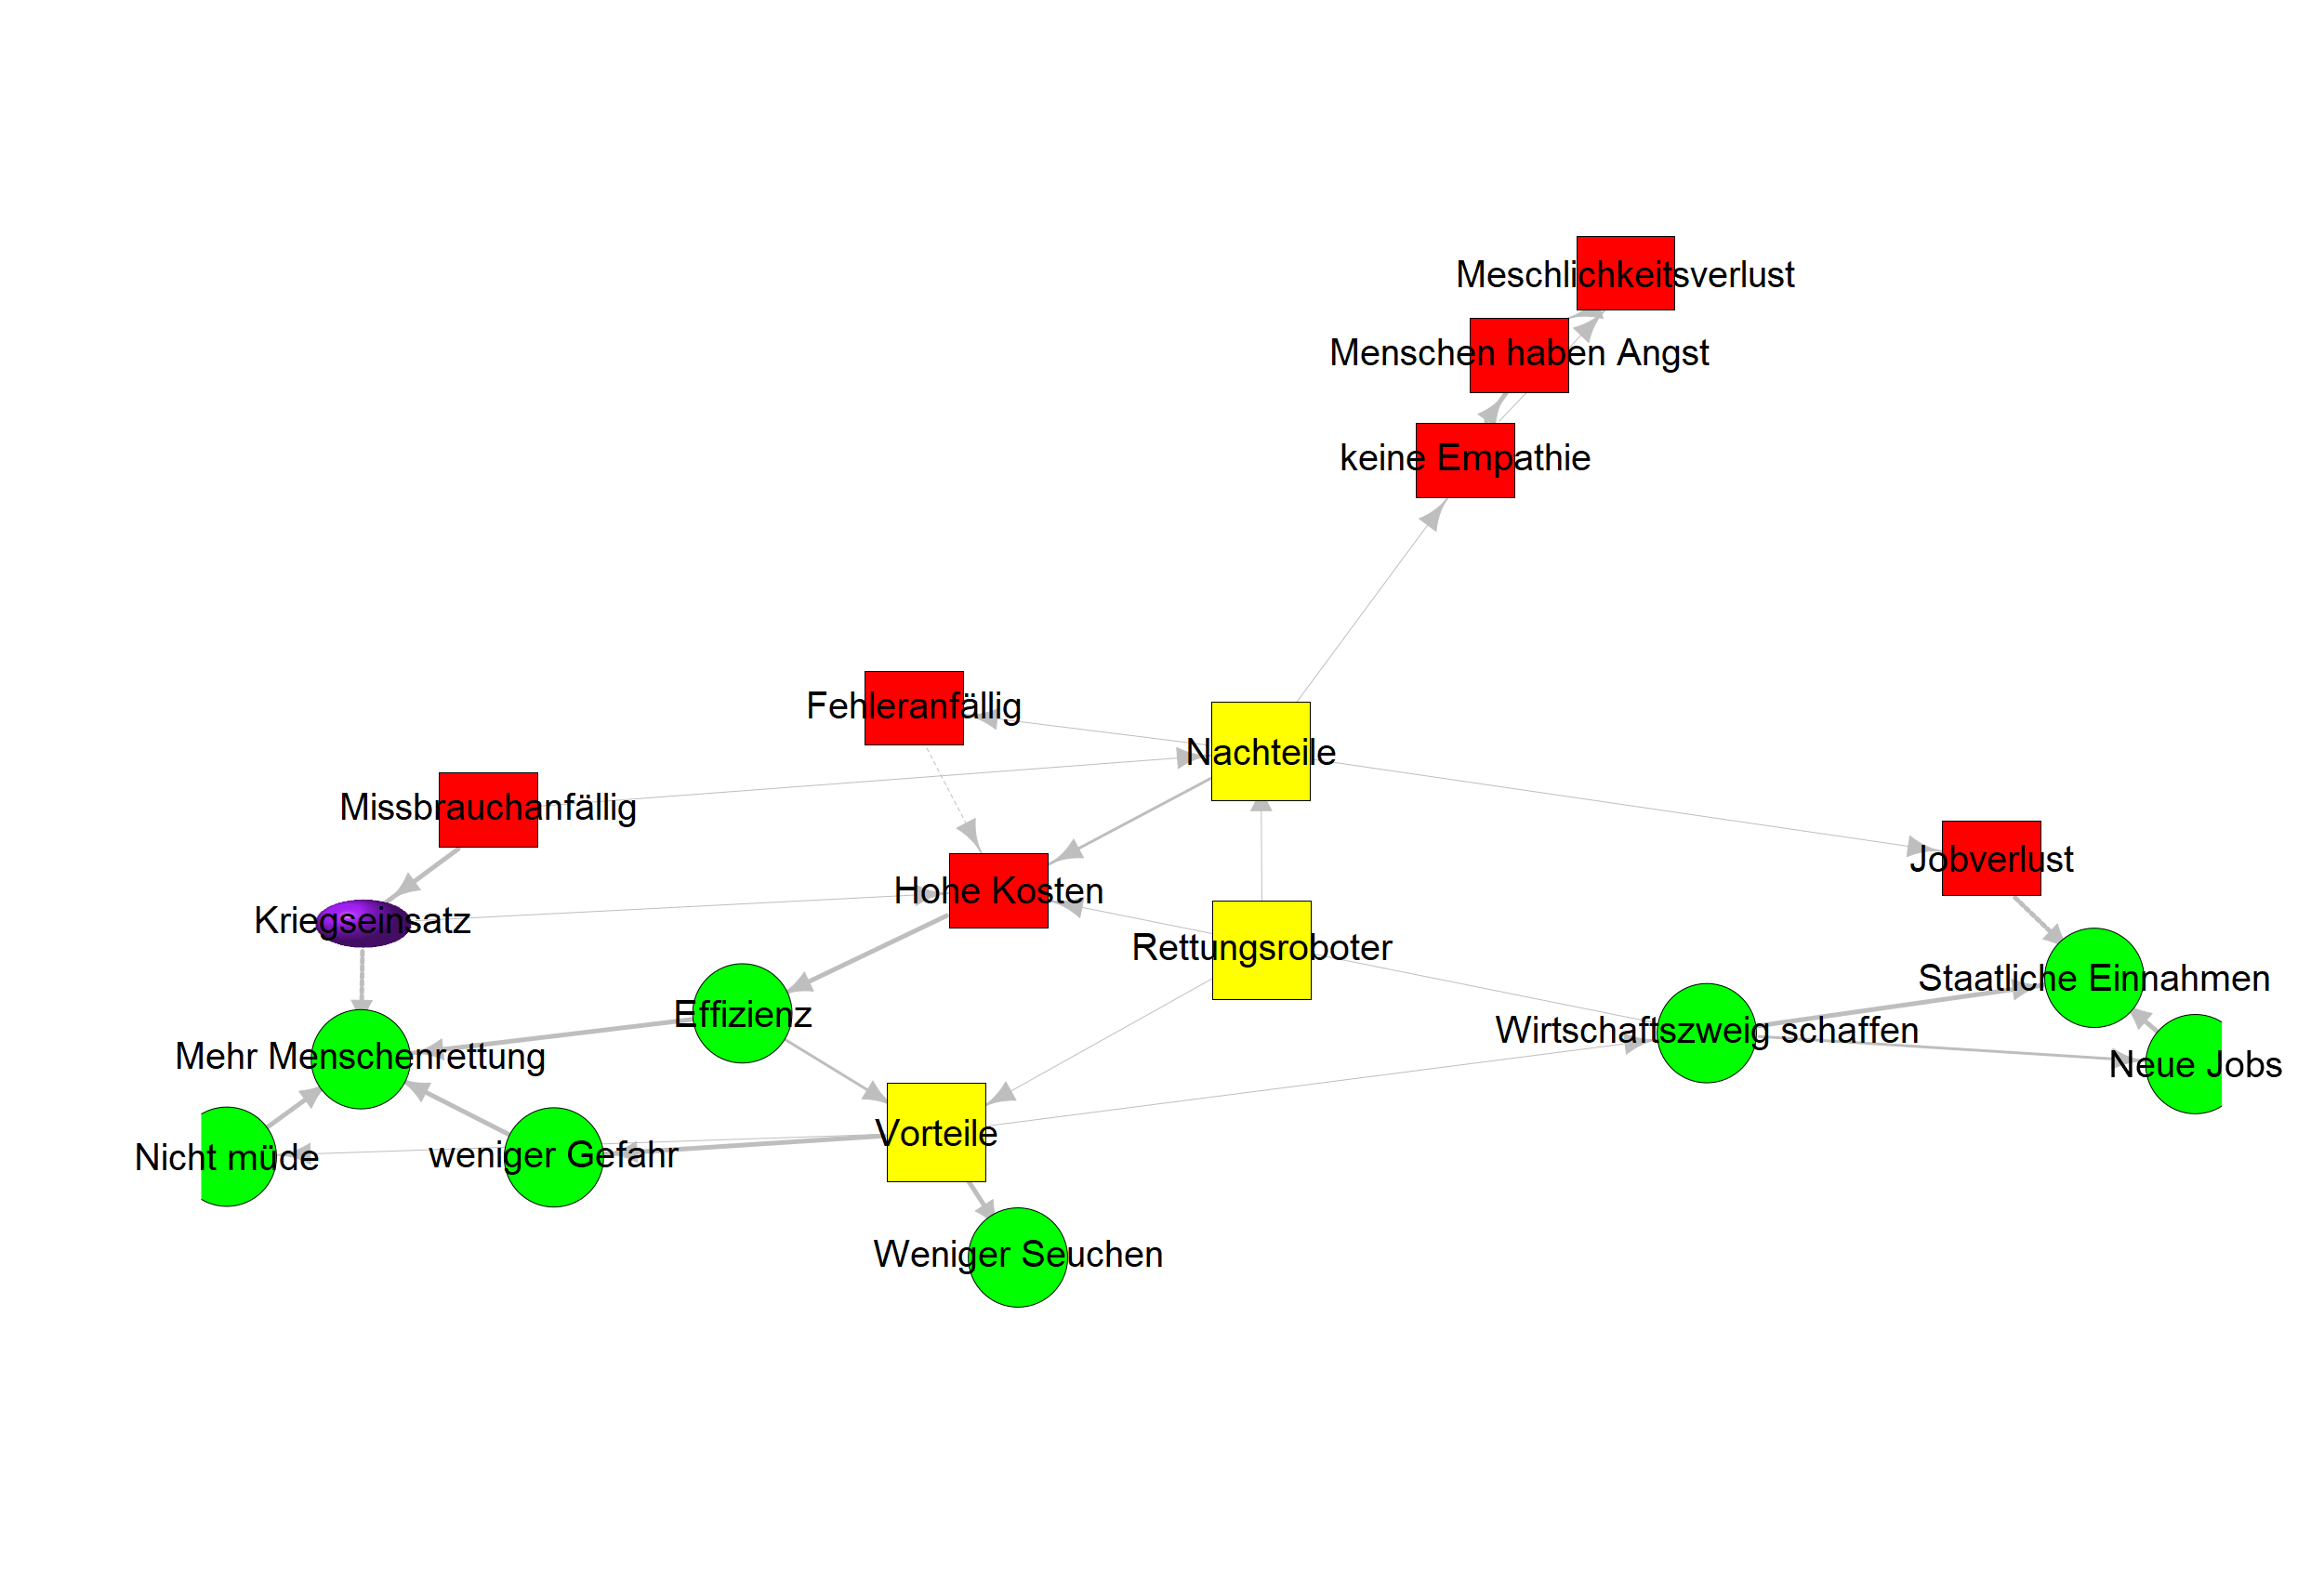 Meschlichkeitsverlust
Menschen haben Angst
keine Empathie
Fehleranfällig
Nachteile
Missbrauchanfällig
Jobverlust
Hohe Kosten
Kriegseinsatz
Rettungsroboter
Staatliche Einnahmen
Effizienz
Wirtschaftszweig schaffen
Mehr Menschenrettung
Neue Jobs
Vorteile
Nicht müde
weniger Gefahr
Weniger Seuchen